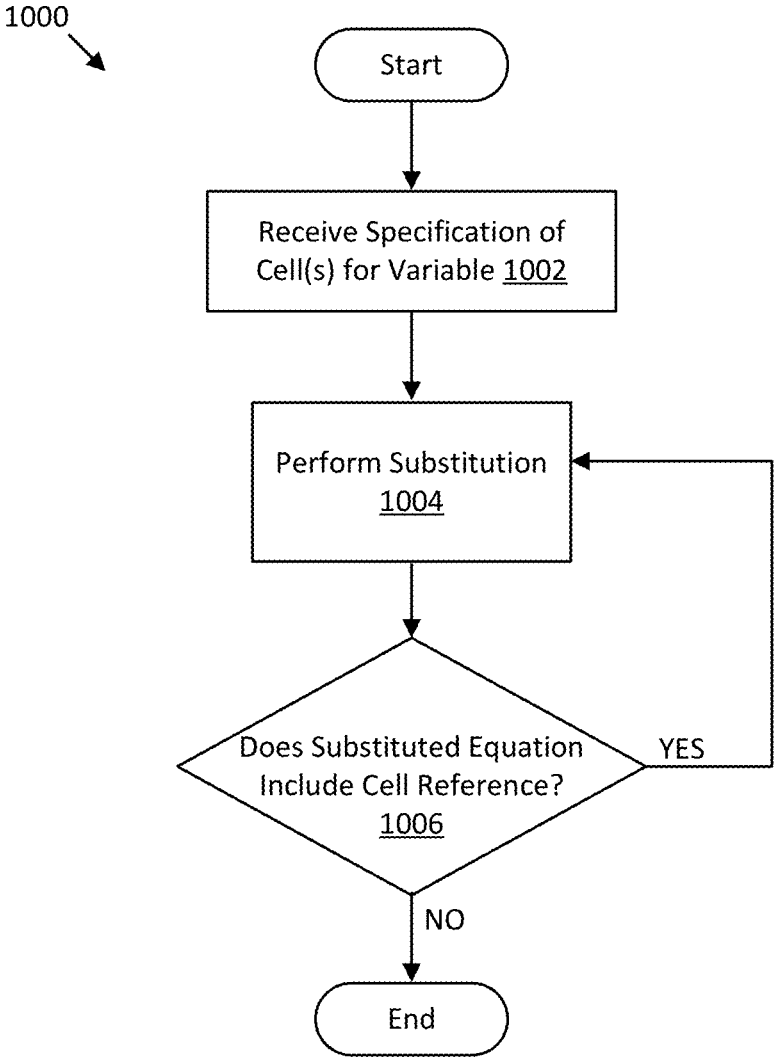 1000
Start
Receive Specification of
Cell(s) for Variable 1002
Perform Substitution
1004
Does Substituted Equation
Include Cell Reference?
1006
YES
NO
End